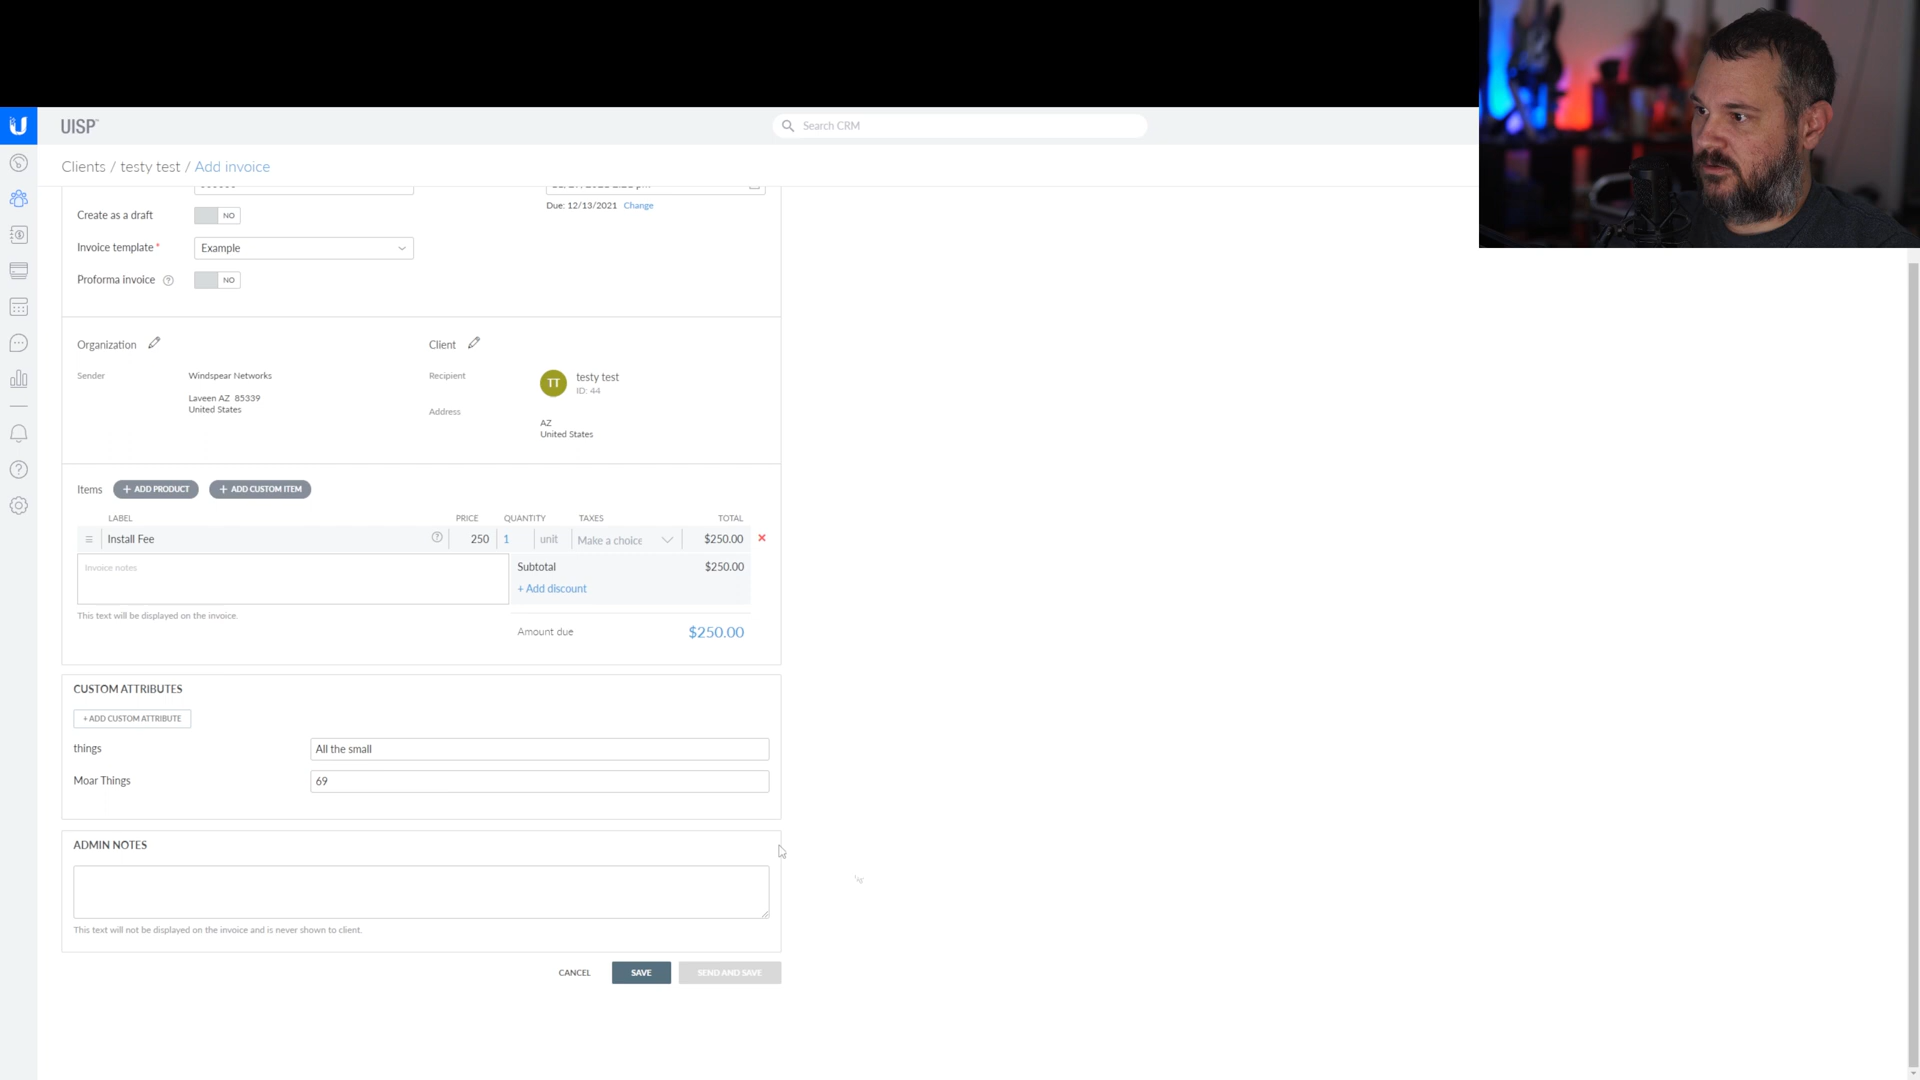 UISP
Search CRM
Clients / testy test / Add invoice
Due: 12/13/2021 Change
Create as a draft NO
Invoice template * Example
Proforma invoice ? NO
Organization
Client
Sender
Windspear Networks
Laveen AZ 85339
United States
Recipient
TT
testy test
ID: 44
Address
AZ
United States
Items + ADD PRODUCT + ADD CUSTOM ITEM
LABEL PRICE QUANTITY TAXES TOTAL
Install Fee ? 250 1 unit Make a choice $250.00
Invoice notes
Subtotal $250.00
+ Add discount
This text will be displayed on the invoice.
Amount due $250.00
CUSTOM ATTRIBUTES
+ ADD CUSTOM ATTRIBUTE
things All the small
Moar Things 69
ADMIN NOTES
This text will not be displayed on the invoice and is never shown to client.
CANCEL SAVE SEND AND SAVE